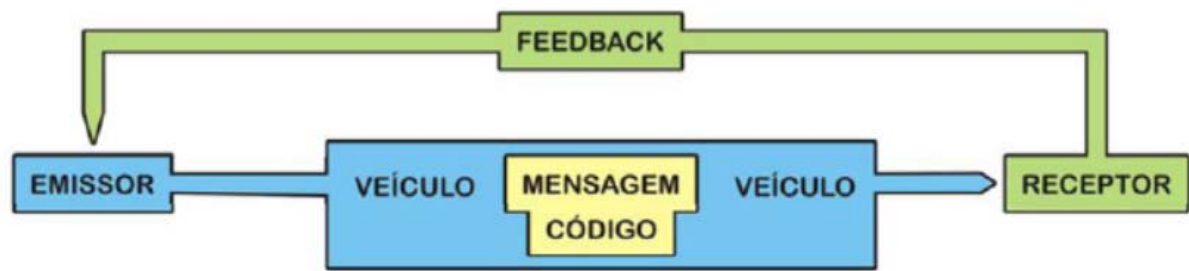 FEEDBACK
EMISSOR VEÍCULO MENSAGEM VEÍCULO RECEPTOR
CÓDIGO